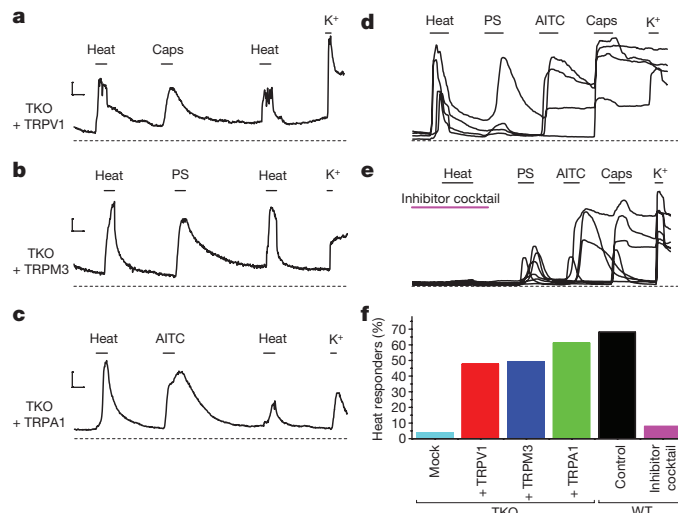 a
Heat Caps Heat K+
TKO
+ TRPV1
b
Heat PS Heat K+
TKO
+ TRPM3
c
Heat AITC Heat K+
TKO
+ TRPA1
d
Heat PS AITC Caps K+
e
Heat PS AITC Caps K+
Inhibitor cocktail
f
Heat responders (%)
70
60
50
40
30
20
10
0
Mock
+ TRPV1
+ TRPM3
+ TRPA1
Control
Inhibitor
cocktail
TKO WT